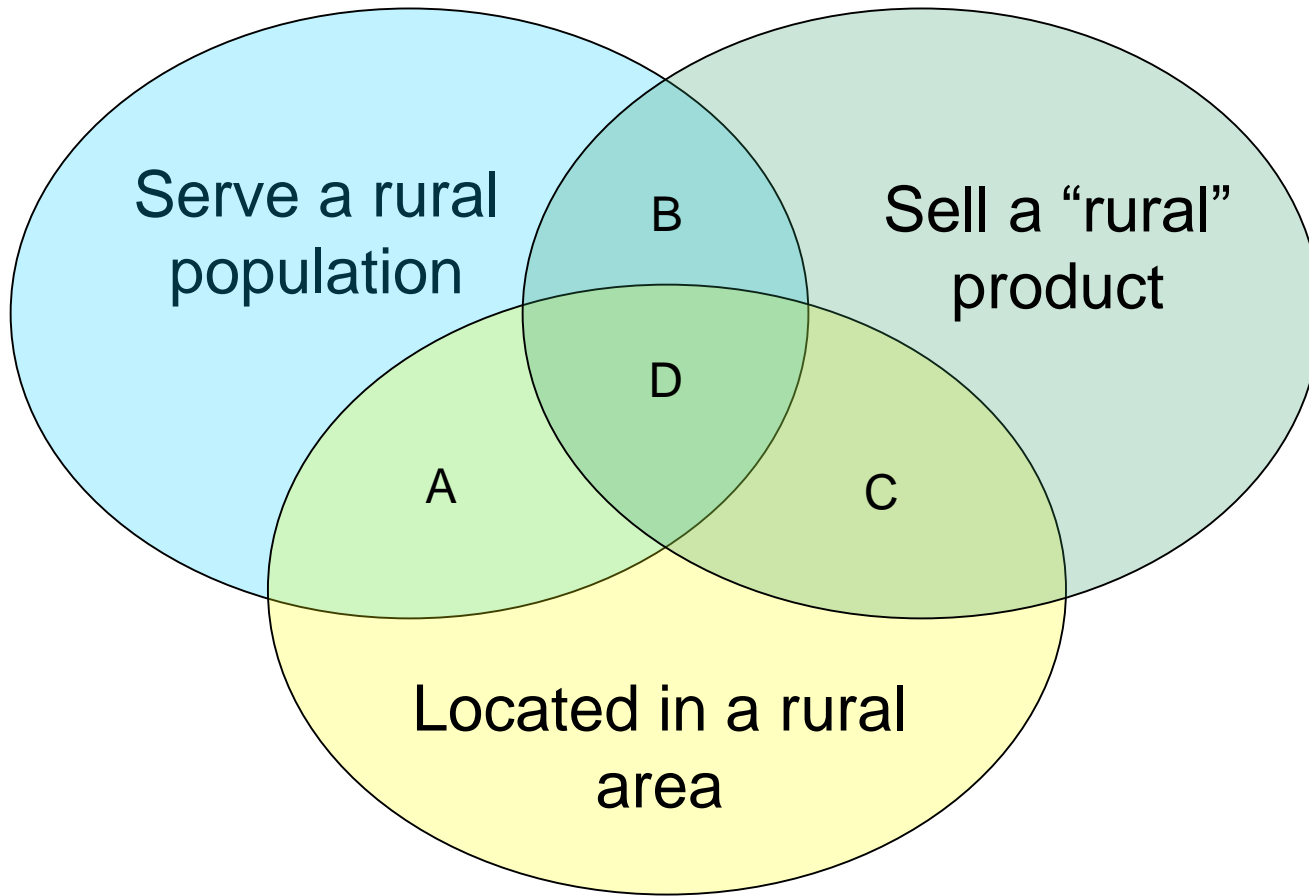 Serve a rural
population
B
Sell a “rural”
product
D
A
C
Located in a rural
area